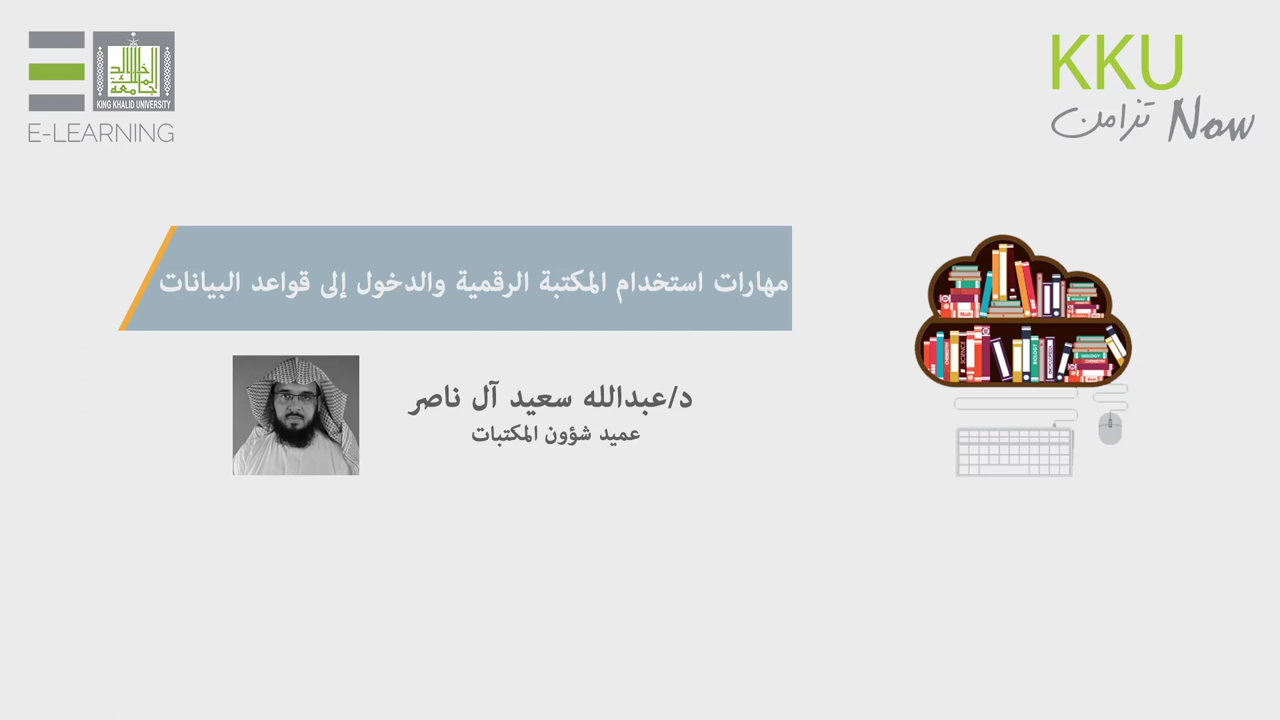 جامعة الملك خالد
KING KHALID UNIVERSITY
E-LEARNING
KKU
تزامن Now
مهارات استخدام المكتبة الرقمية والدخول إلى قواعد البيانات
د/عبدالله سعيد آل ناصر
عميد شؤون المكتبات